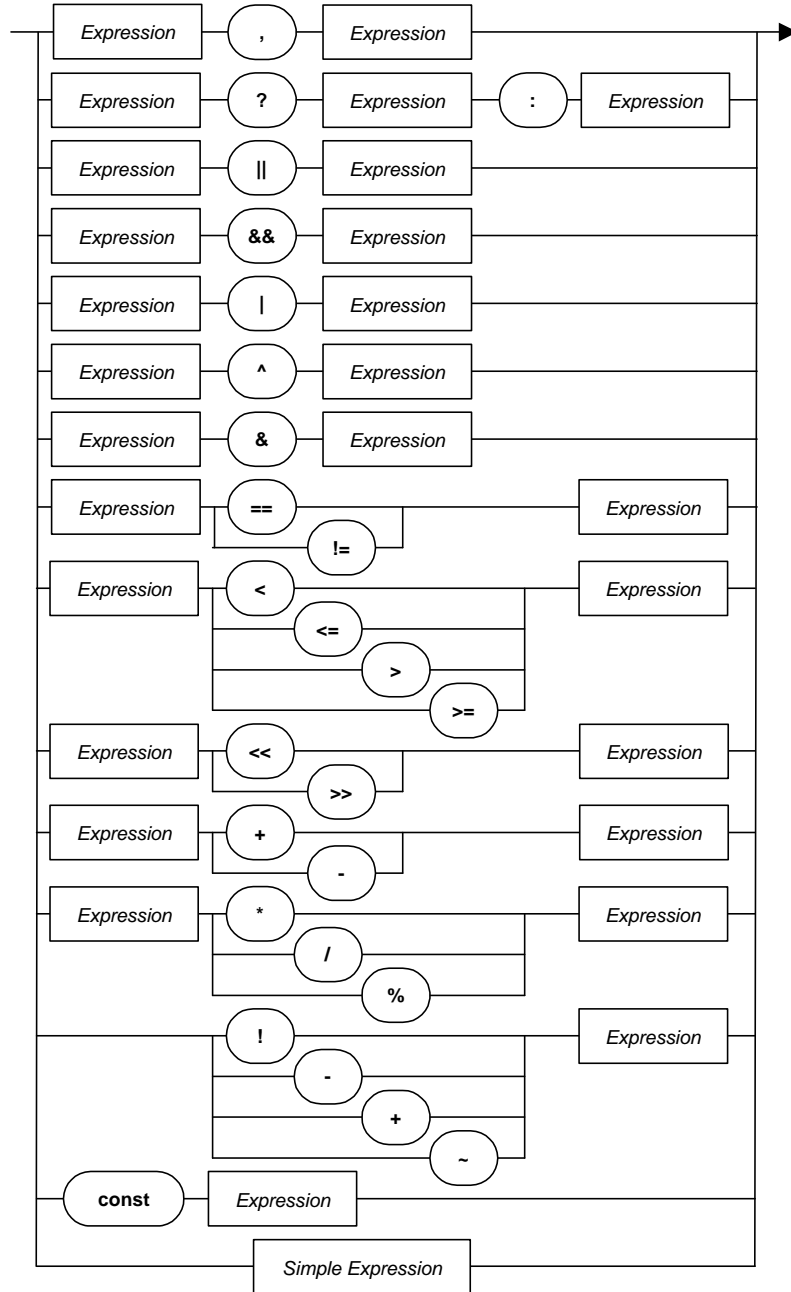 Expression , Expression
Expression ? Expression : Expression
Expression || Expression
Expression && Expression
Expression | Expression
Expression ^ Expression
Expression & Expression
Expression == Expression
!=
Expression < Expression
<=
>
>=
Expression << Expression
>>
Expression + Expression
-
Expression * Expression
/
%
! Expression
-
+
~
const Expression
Simple Expression